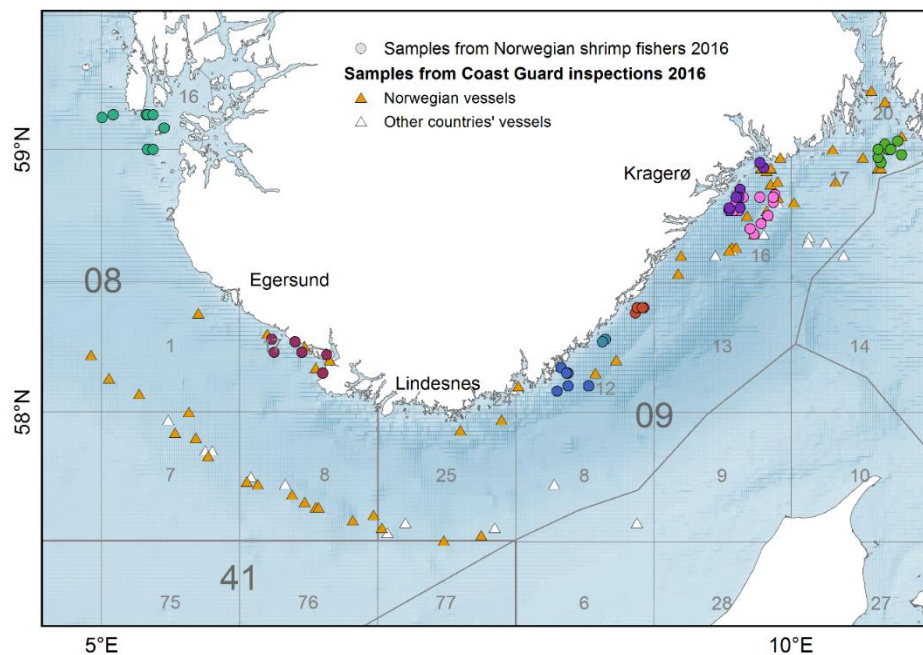 Samples from Norwegian shrimp fishers 2016
Samples from Coast Guard inspections 2016
Norwegian vessels
Other countries' vessels
16
20
59°N
Kragerø
17
2
16
Egersund
08
1
13
14
Lindesnes
12
24
09
58°N
7
8
25
8
9
10
41
75
76
77
6
28
27
5°E
10°E